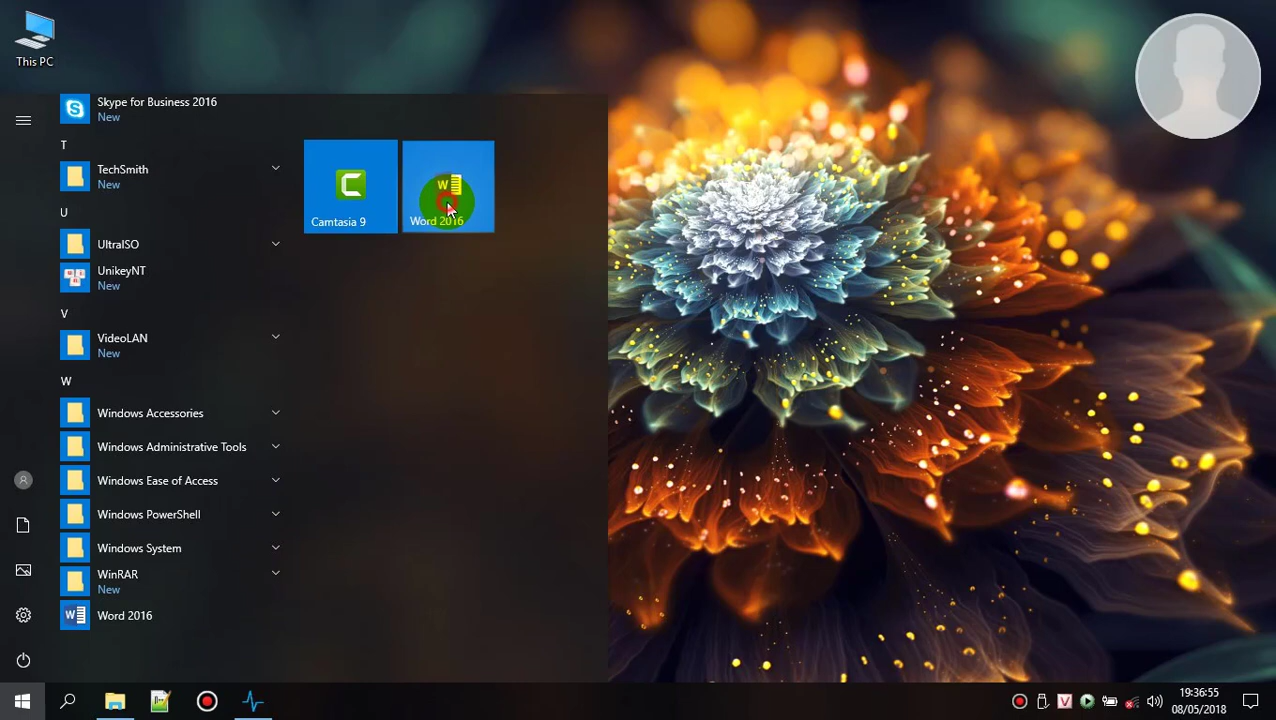 This PC
Skype for Business 2016
New
T
TechSmith
New
U
UltraISO
UnikeyNT
New
V
VideoLAN
New
W
Windows Accessories
Windows Administrative Tools
Windows Ease of Access
Windows PowerShell
Windows System
WinRAR
New
Word 2016
Camtasia 9
Word 2016
19:36:55
08/05/2018